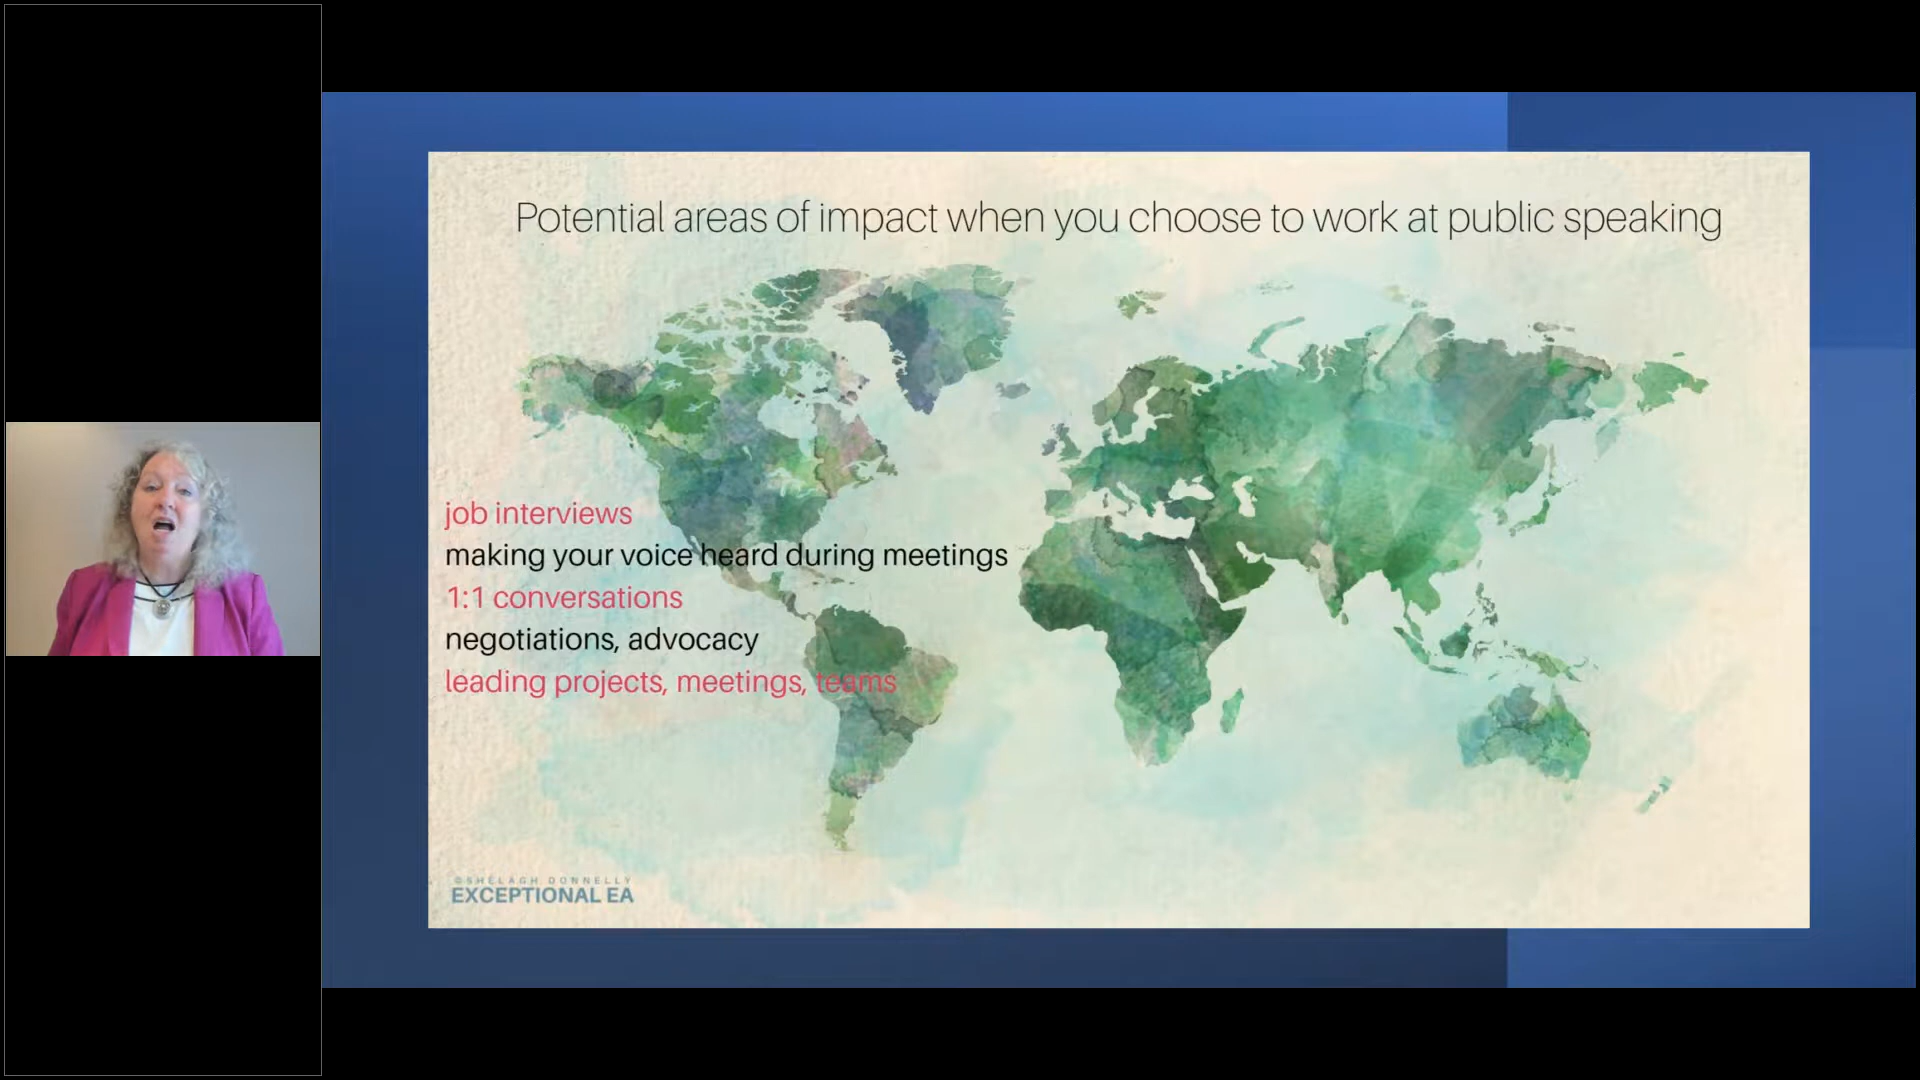 Potential areas of impact when you choose to work at public speaking
job interviews
making your voice heard during meetings
1:1 conversations
negotiations, advocacy
leading projects, meetings, teams
©SHELAGH DONNELLY
EXCEPTIONAL EA